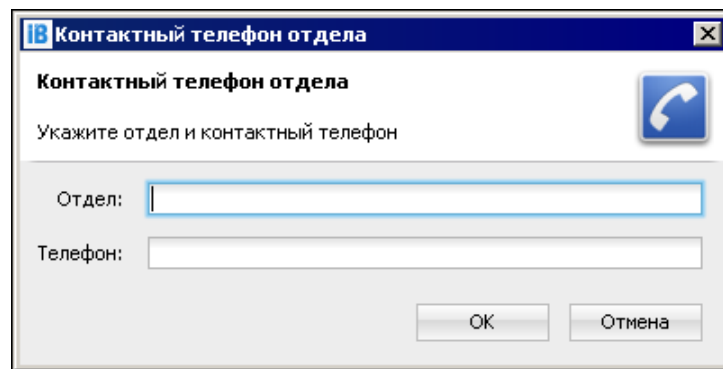 iB Контактный телефон отдела
Контактный телефон отдела
Укажите отдел и контактный телефон
Отдел:
Телефон:
OK Отмена